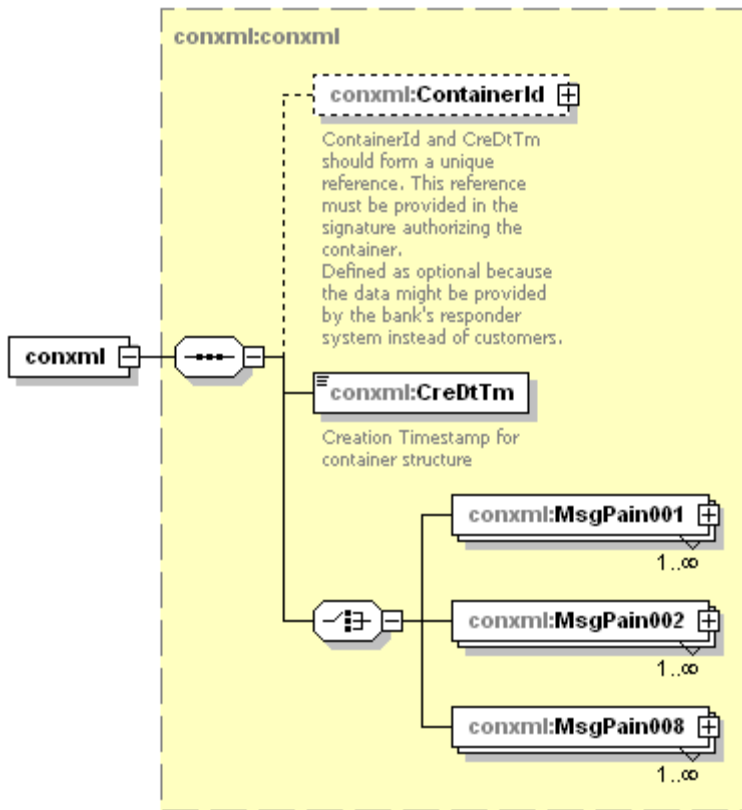 conxml:conxml
conxml:ContainerId
ContainerId and CreDtTm
should form a unique
reference. This reference
must be provided in the
signature authorizing the
container.
Defined as optional because
the data might be provided
by the bank's responder
system instead of customers.
conxml
conxml:CreDtTm
Creation Timestamp for
container structure
conxml:MsgPain001
1..∞
conxml:MsgPain002
1..∞
conxml:MsgPain008
1..∞